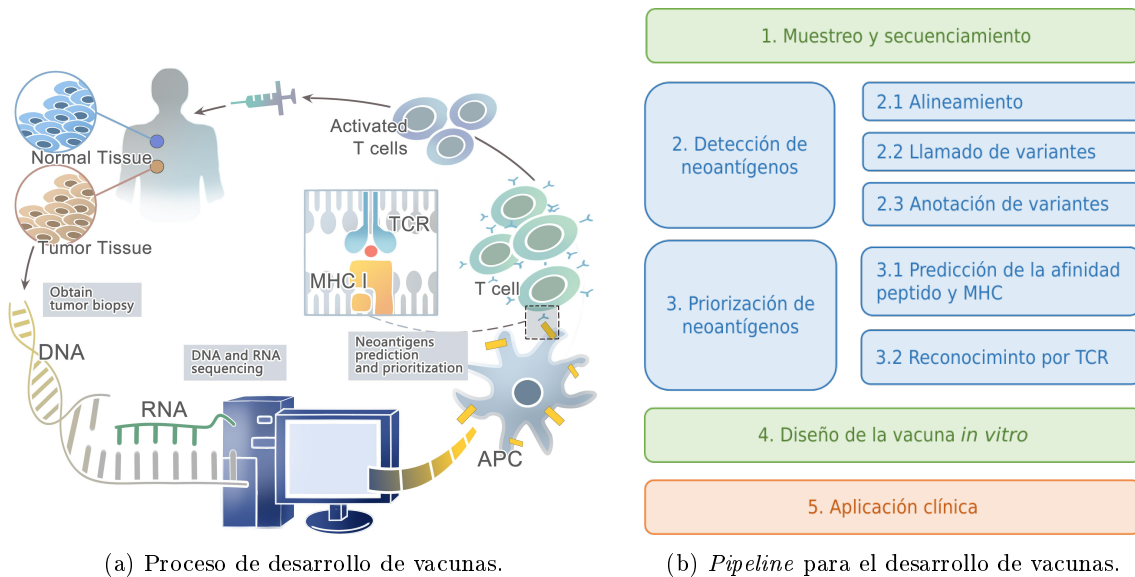 Normal Tissue
Tumor Tissue
Activated
T cells
TCR
MHC I
T cell
Obtain
tumor biopsy
DNA
DNA and RNA
sequencing
Neoantigens
prediction
and prioritization
RNA
APC
(a) Proceso de desarrollo de vacunas.
1. Muestreo y secuenciamiento
2. Detección de
neoantígenos
2.1 Alineamiento
2.2 Llamado de variantes
2.3 Anotación de variantes
3. Priorización de
neoantígenos
3.1 Predicción de la afinidad
peptido y MHC
3.2 Reconociminto por TCR
4. Diseño de la vacuna in vitro
5. Aplicación clínica
(b) Pipeline para el desarrollo de vacunas.